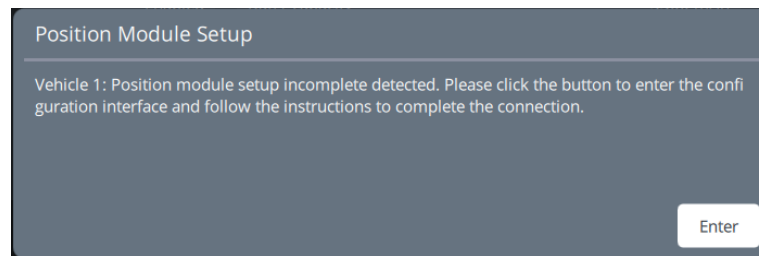 Position Module Setup
Vehicle 1: Position module setup incomplete detected. Please click the button to enter the confi
guration interface and follow the instructions to complete the connection.
Enter